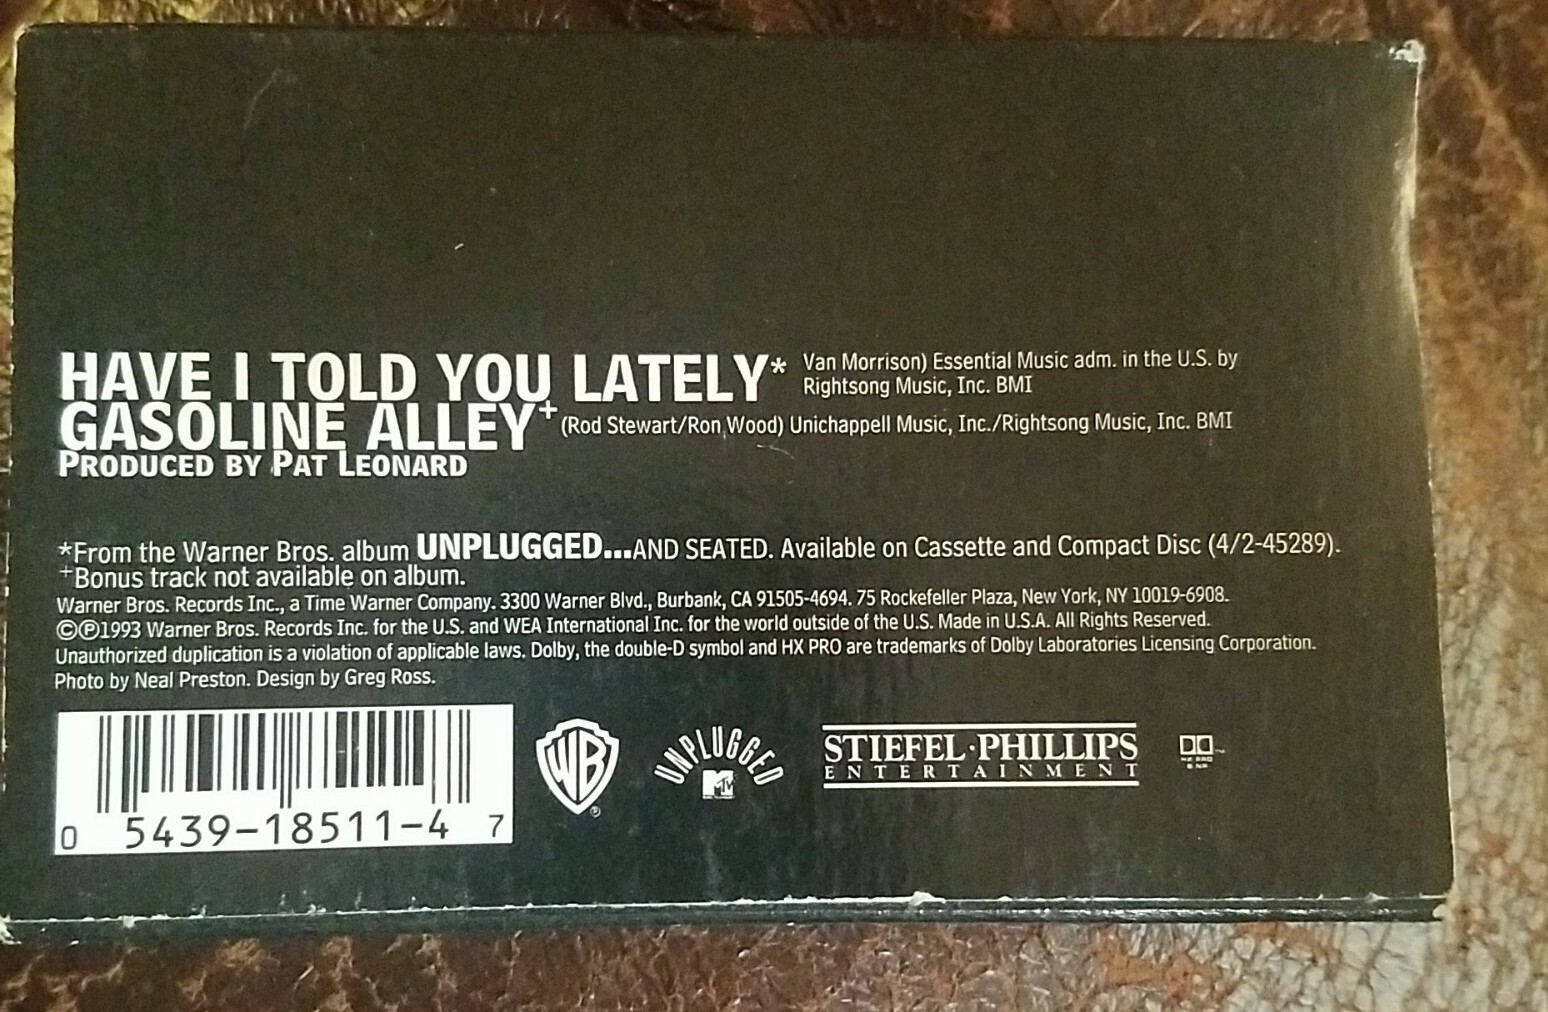 HAVE I TOLD YOU LATELY* Van Morrison) Essential Music adm. in the U.S. by
Rightsong Music, Inc. BMI
GASOLINE ALLEY+ (Rod Stewart/Ron Wood) Unichappell Music, Inc./Rightsong Music, Inc. BMI
PRODUCED BY PAT LEONARD
*From the Warner Bros. album UNPLUGGED...AND SEATED. Available on Cassette and Compact Disc (4/2-45289).
+Bonus track not available on album.
Warner Bros. Records Inc., a Time Warner Company. 3300 Warner Blvd., Burbank, CA 91505-4694. 75 Rockefeller Plaza, New York, NY 10019-6908.
©℗1993 Warner Bros. Records Inc. for the U.S. and WEA International Inc. for the world outside of the U.S. Made in U.S.A. All Rights Reserved.
Unauthorized duplication is a violation of applicable laws. Dolby, the double-D symbol and HX PRO are trademarks of Dolby Laboratories Licensing Corporation.
Photo by Neal Preston. Design by Greg Ross.
0 5439-18511-4 7
WB ®
UNPLUGGED
MTV
STIEFEL·PHILLIPS
ENTERTAINMENT
HX PRO
B NR